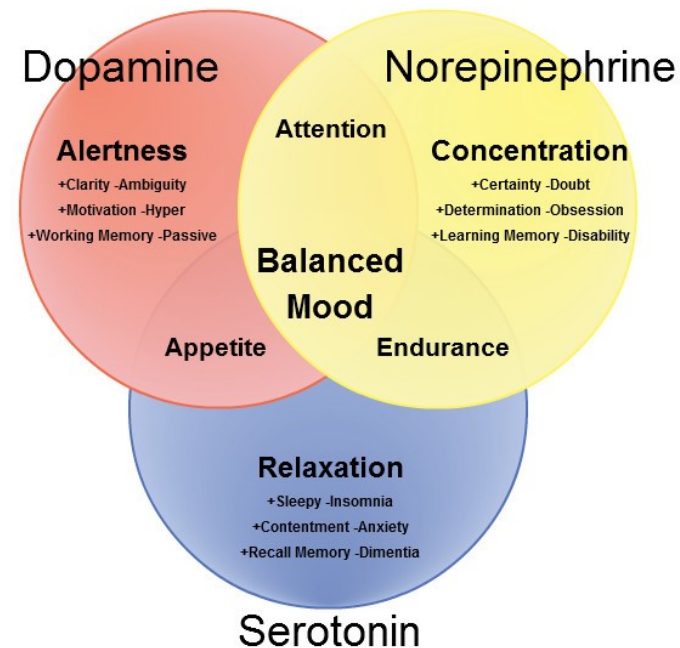 Dopamine
Norepinephrine
Attention
Alertness
+Clarity -Ambiguity
+Motivation -Hyper
+Working Memory -Passive
Concentration
+Certainty -Doubt
+Determination -Obsession
+Learning Memory -Disability
Balanced
Mood
Appetite
Endurance
Relaxation
+Sleepy -Insomnia
+Contentment -Anxiety
+Recall Memory -Dimentia
Serotonin